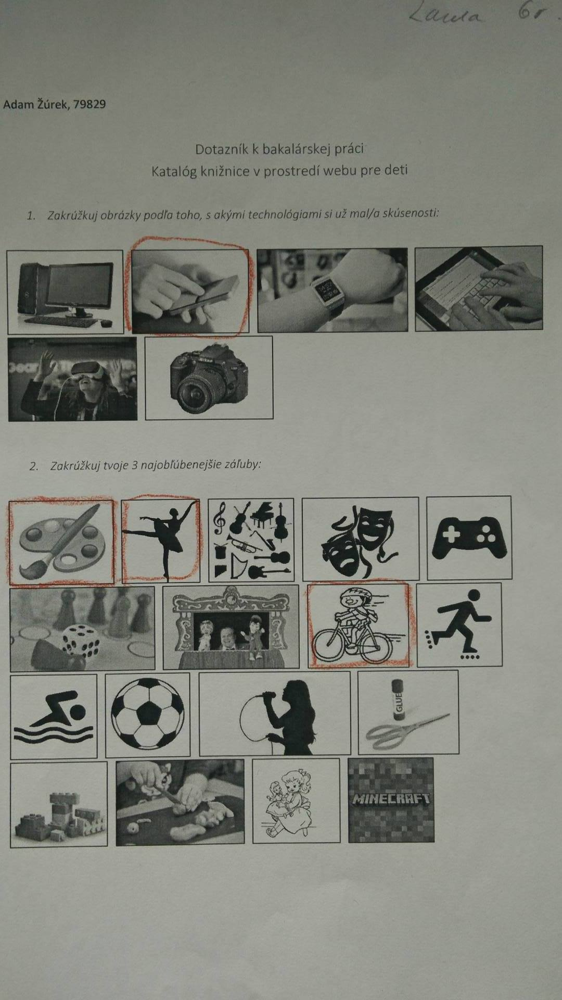 6r.
Adam Žúrek, 79829
Dotazník k bakalárskej práci
Katalóg knižnice v prostredí webu pre deti
1. Zakrúžkuj obrázky podľa toho, s akými technológiami si už mal/a skúsenosti:
Nikon
2. Zakrúžkuj tvoje 3 najobľúbenejšie záľuby:
GLUE
MINECRAFT